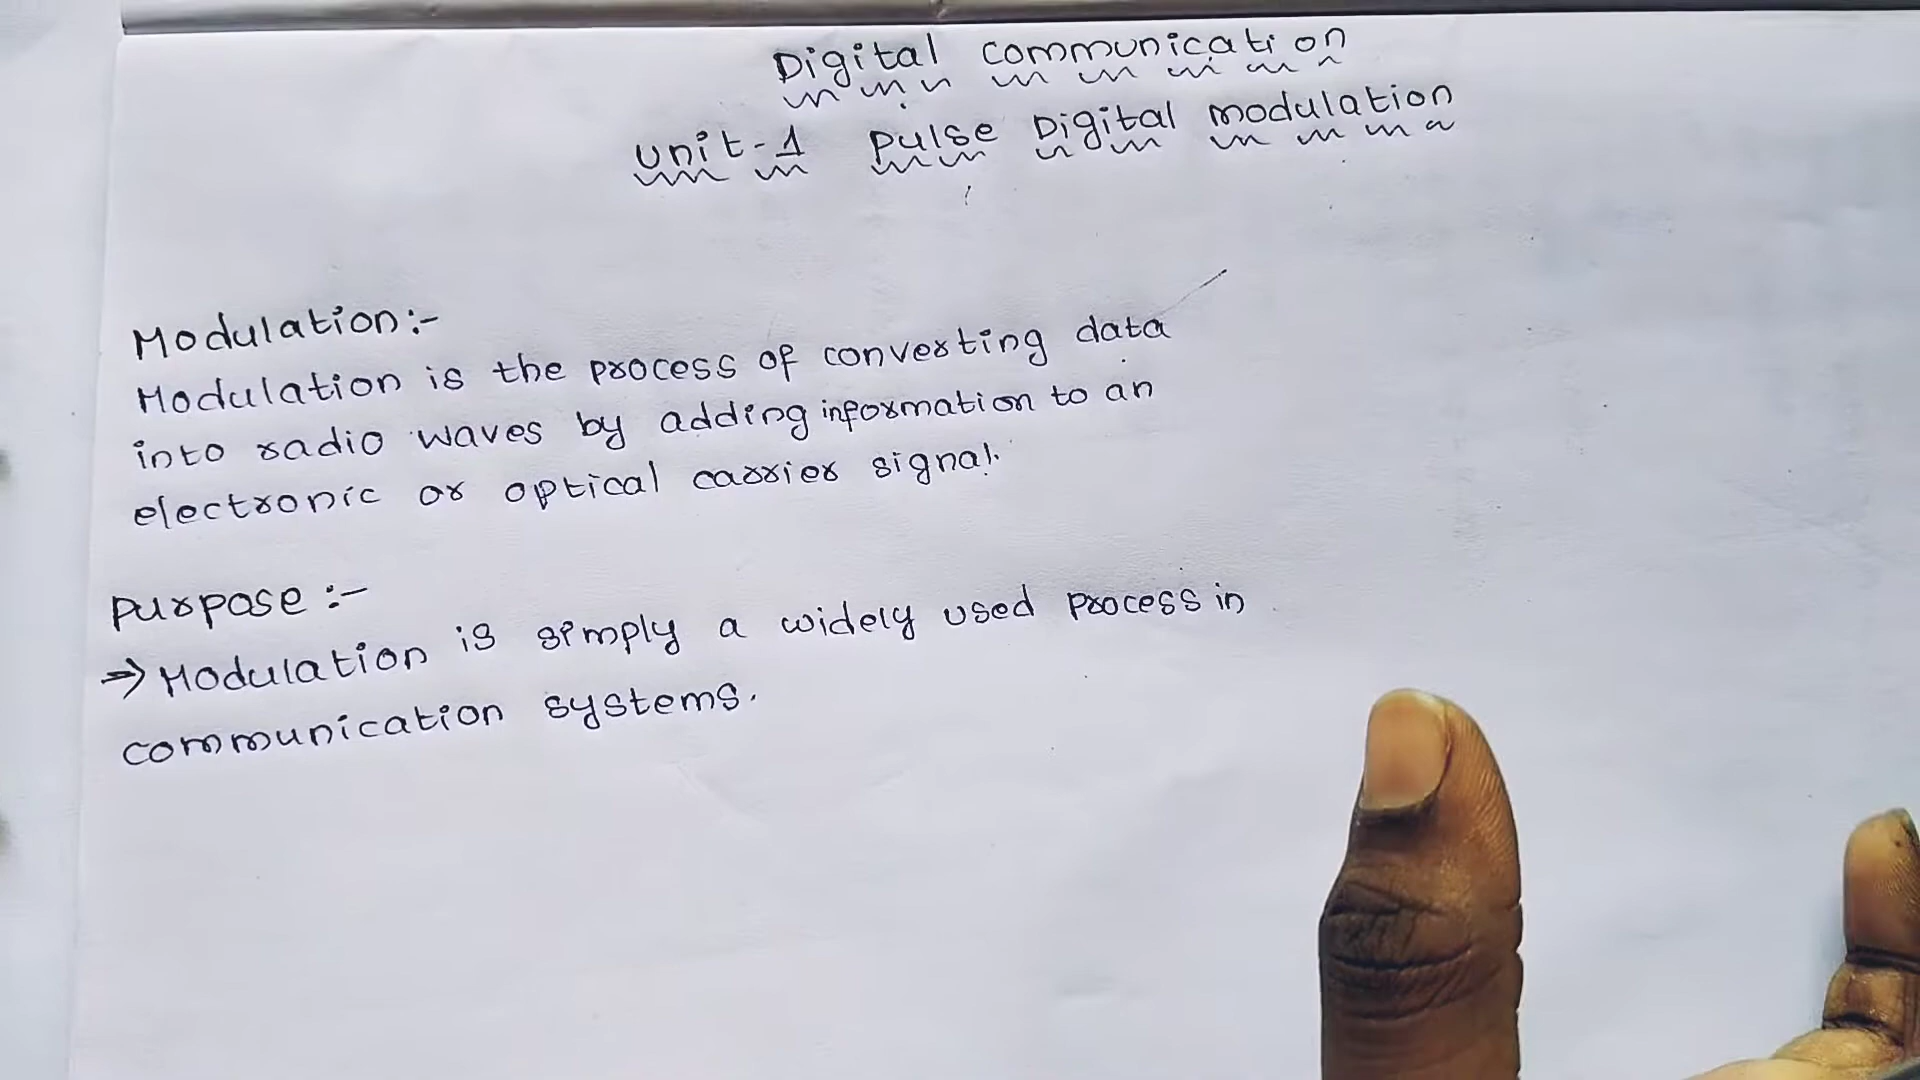 Digital communication
unit-1 pulse Digital modulation
Modulation:-
Modulation is the process of converting data
into radio waves by adding information to an
electronic or optical carrier signal.
purpose :-
⇒ Modulation is simply a widely used process in
communication systems.